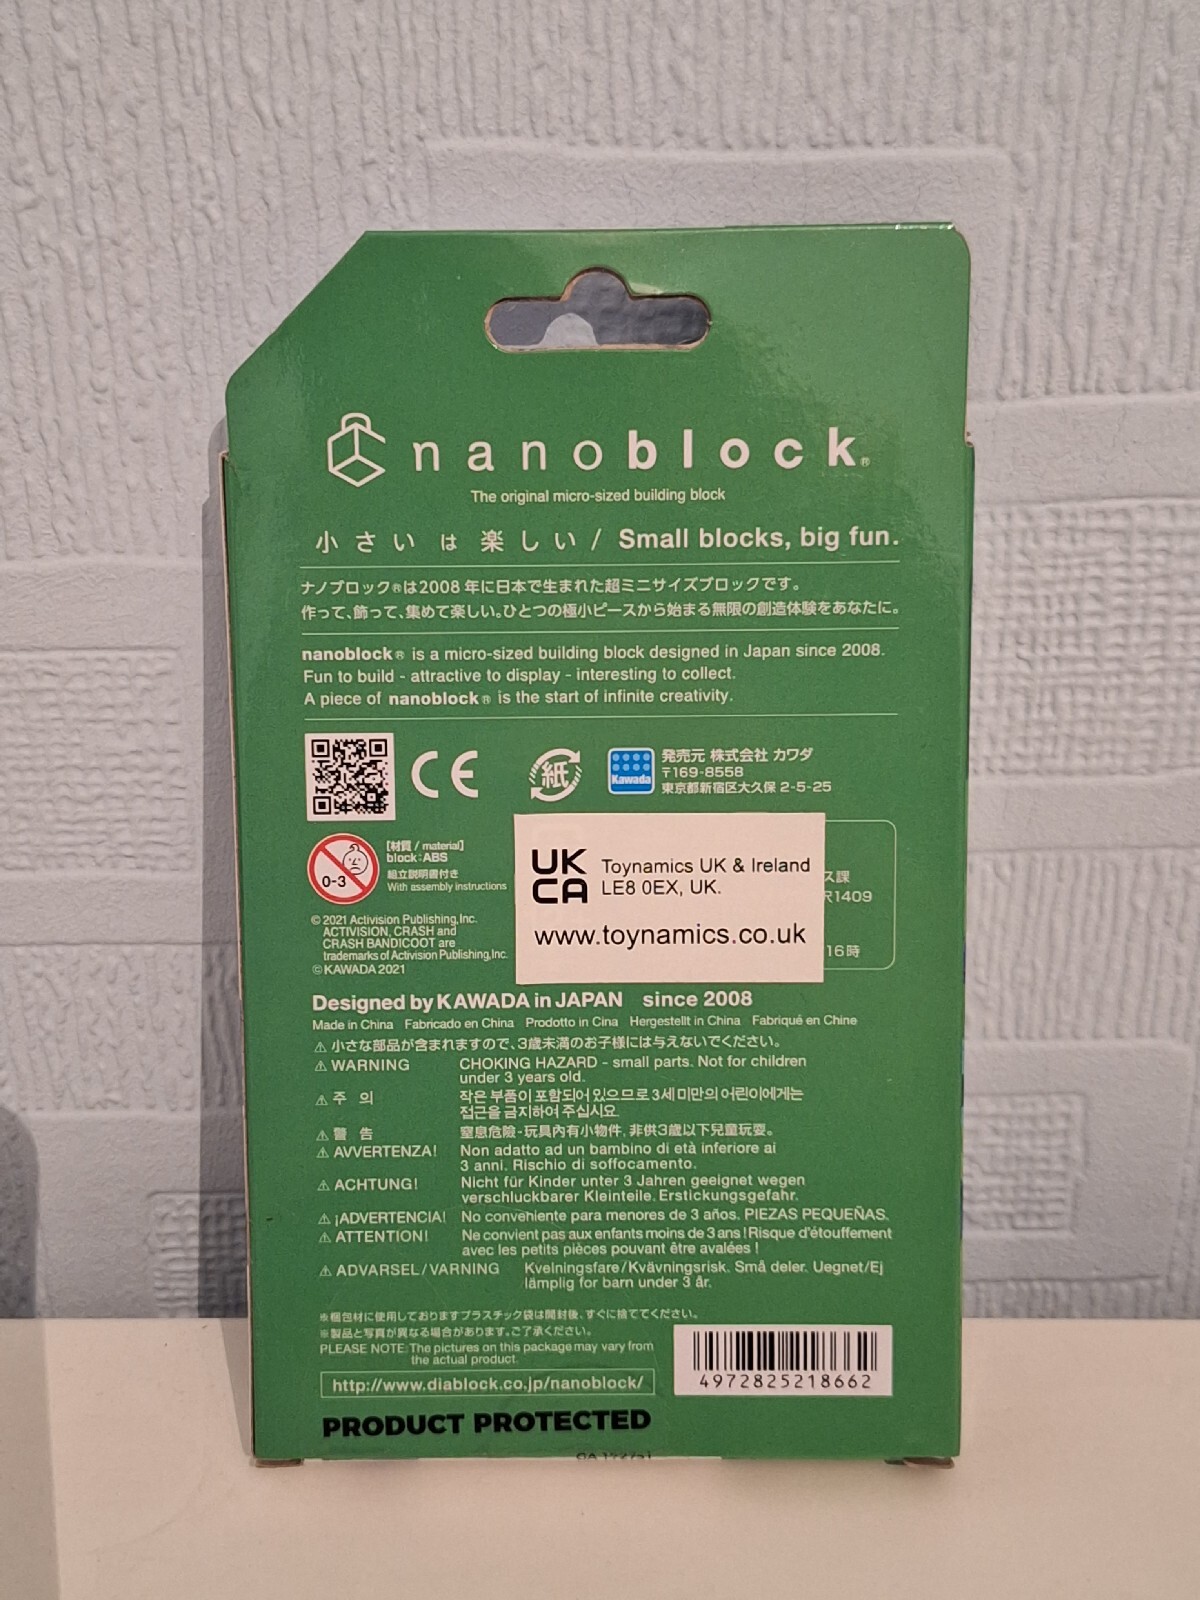 nanoblock®
The original micro-sized building block
小さいは楽しい / Small blocks, big fun.
ナノブロック®は2008年に日本で生まれた超ミニサイズブロックです。
作って、飾って、集めて楽しい。ひとつの極小ピースから始まる無限の創造体験をあなたに。
nanoblock® is a micro-sized building block designed in Japan since 2008.
Fun to build - attractive to display - interesting to collect.
A piece of nanoblock® is the start of infinite creativity.
CE
紙
Kawada
発売元 株式会社 カワダ
〒169-8558
東京都新宿区大久保 2-5-25
0-3
【材質 / material】
block:ABS
組立説明書付き
With assembly instructions
UK
CA
Toynamics UK & Ireland
LE8 0EX, UK.
www.toynamics.co.uk
ス課
R1409
16時
© 2021 Activision Publishing,Inc.
ACTIVISION, CRASH and
CRASH BANDICOOT are
trademarks of Activision Publishing,Inc.
© KAWADA 2021
Designed by KAWADA in JAPAN since 2008
Made in China Fabricado en China Prodotto in Cina Hergestellt in China Fabriqué en Chine
⚠ 小さな部品が含まれますので、3歳未満のお子様には与えないでください。
⚠ WARNING CHOKING HAZARD - small parts. Not for children
under 3 years old.
⚠ 주 의 작은 부품이 포함되어 있으므로 3세 미만의 어린이에게는
접근을 금지하여 주십시요.
⚠ 警 告 窒息危險-玩具內有小物件, 非供3歲以下兒童玩耍。
⚠ AVVERTENZA! Non adatto ad un bambino di età inferiore ai
3 anni. Rischio di soffocamento.
⚠ ACHTUNG! Nicht für Kinder unter 3 Jahren geeignet wegen
verschluckbarer Kleinteile. Erstickungsgefahr.
⚠ ¡ADVERTENCIA! No conveniente para menores de 3 años. PIEZAS PEQUEÑAS.
⚠ ATTENTION! Ne convient pas aux enfants moins de 3 ans ! Risque d'étouffement
avec les petits pièces pouvant être avalées !
⚠ ADVARSEL/VARNING Kvelningsfare/Kvävningsrisk. Små deler. Uegnet/Ej
lämplig for barn under 3 år.
※梱包材に使用しておりますプラスチック袋は開封後、すぐに捨ててください。
※製品と写真が異なる場合があります。ご了承ください。
PLEASE NOTE: The pictures on this package may vary from
the actual product.
http://www.diablock.co.jp/nanoblock/
4972825218662
PRODUCT PROTECTED